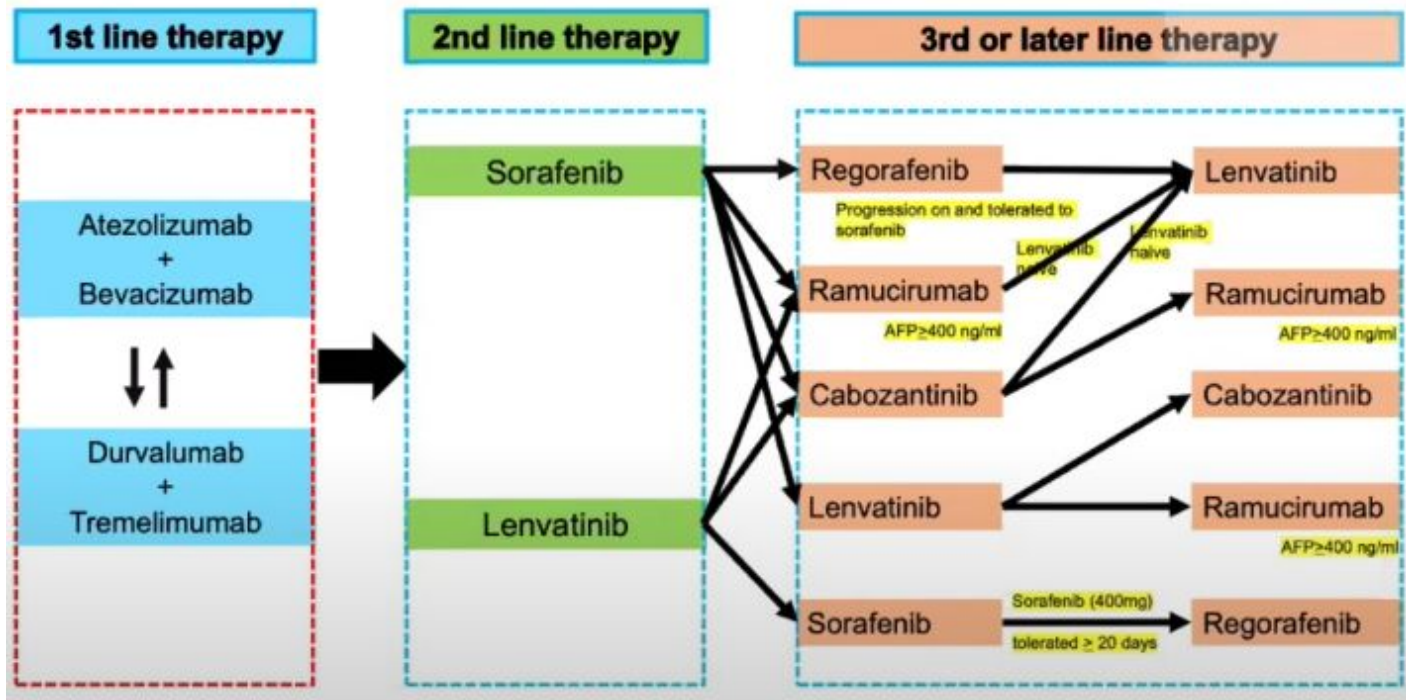 1st line therapy
2nd line therapy
3rd or later line therapy
Atezolizumab
+
Bevacizumab
Durvalumab
+
Tremelimumab
Sorafenib
Lenvatinib
Regorafenib
Progression on and tolerated to
sorafenib
Lenvatinib
naive
Lenvatinib
naive
Ramucirumab
AFP≥400 ng/ml
Cabozantinib
Lenvatinib
Sorafenib
Sorafenib (400mg)
tolerated ≥ 20 days
Lenvatinib
Ramucirumab
AFP≥400 ng/ml
Cabozantinib
Ramucirumab
AFP≥400 ng/ml
Regorafenib